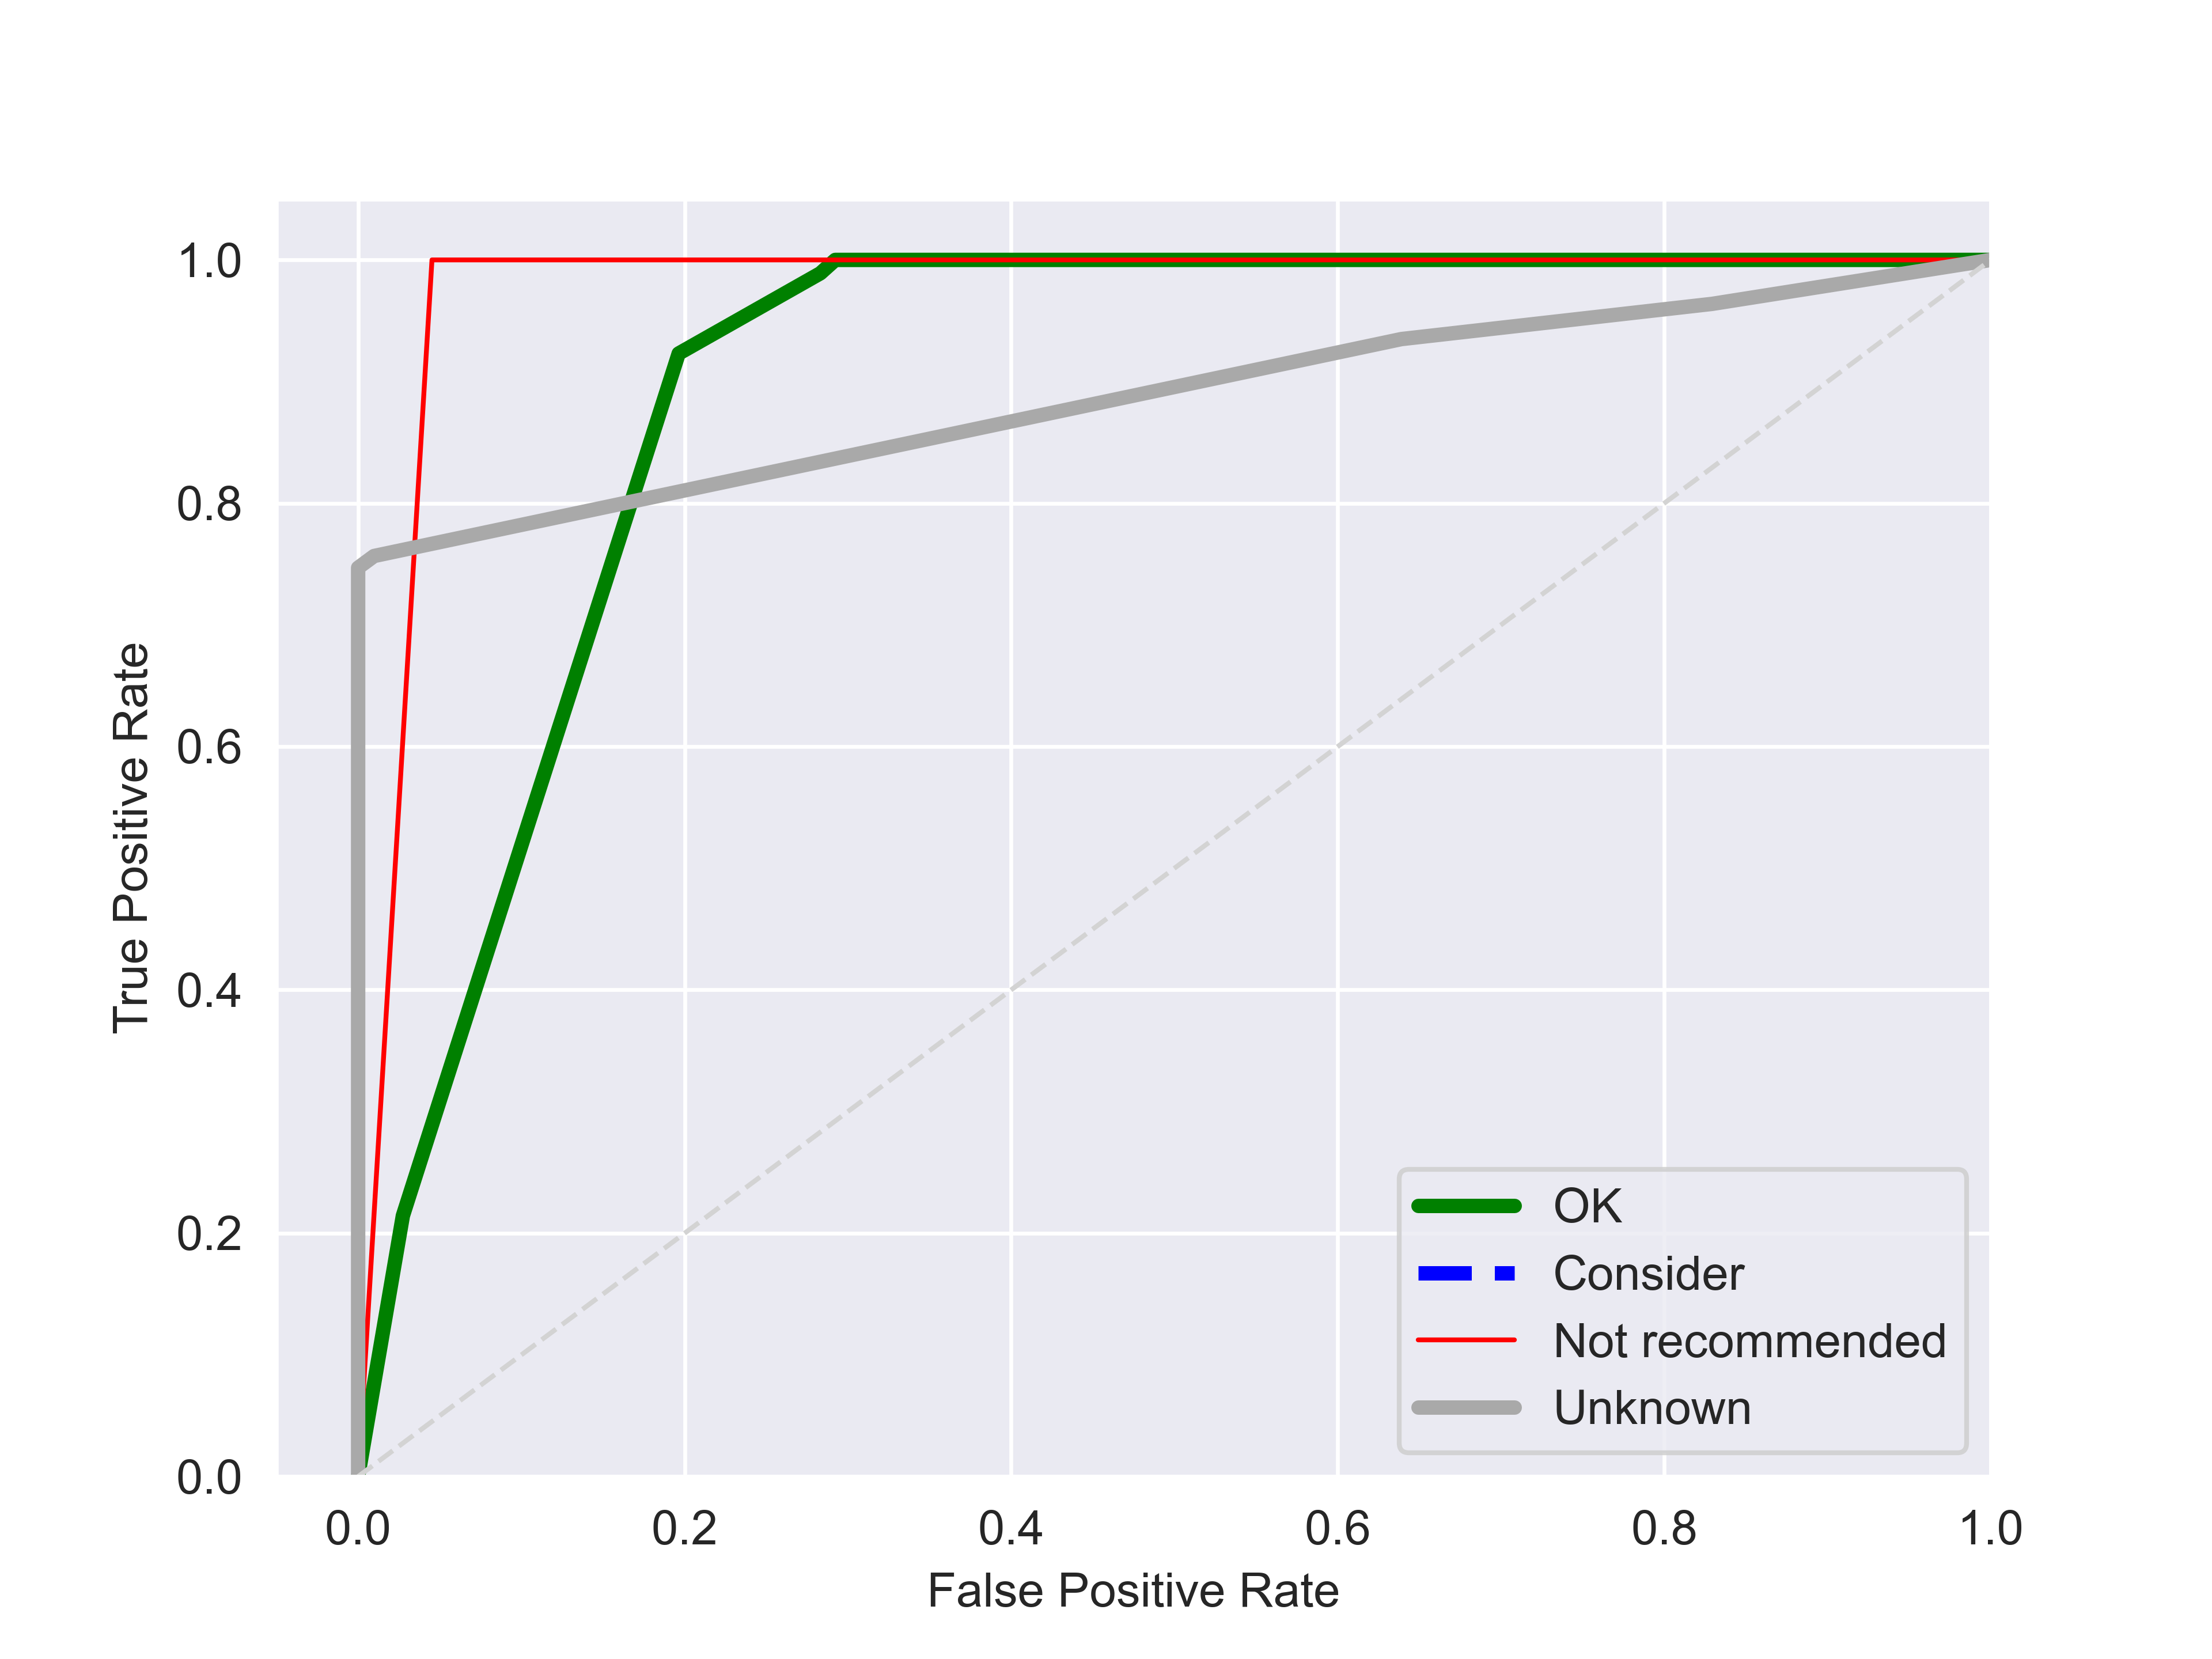 1.0
0.8
0.6
0.4
0.2
0.0
True Positive Rate
0.0 0.2 0.4 0.6 0.8 1.0
False Positive Rate
OK
Consider
Not recommended
Unknown